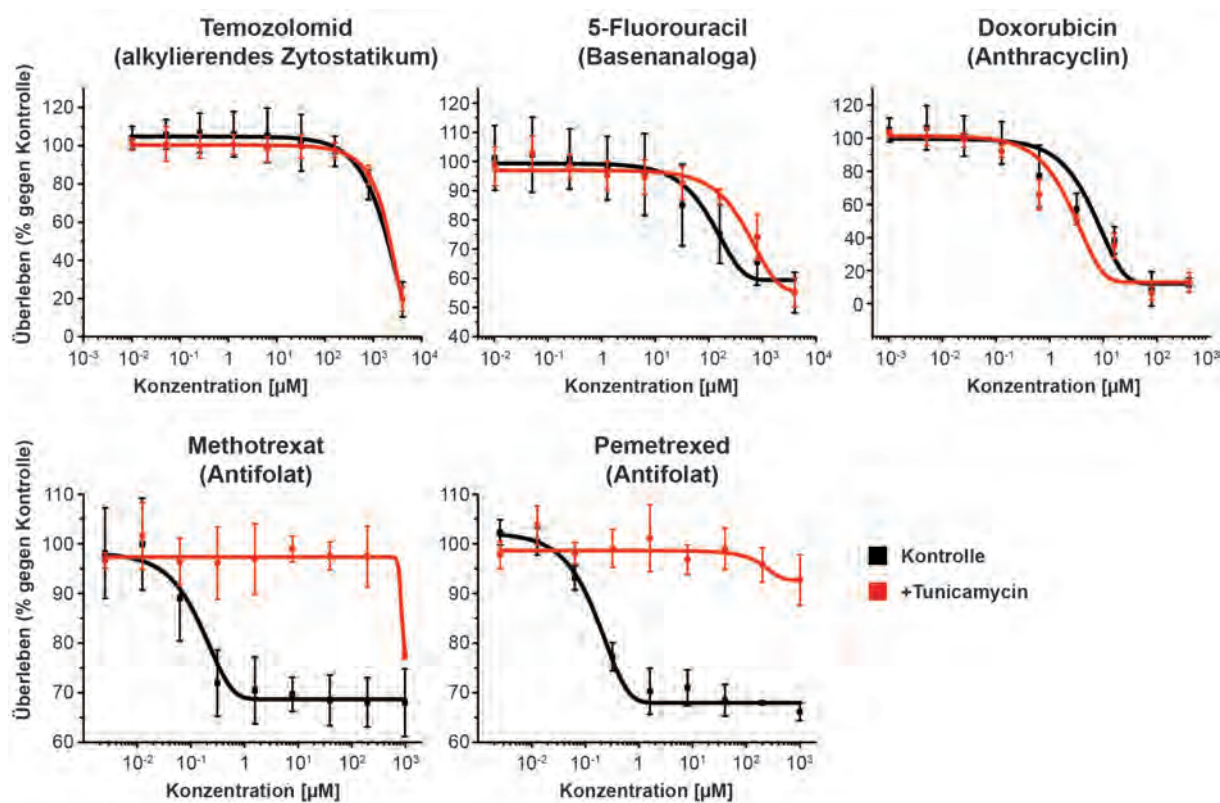 Temozolomid
(alkylierendes Zytostatikum)
5-Fluorouracil
(Basenanaloga)
Doxorubicin
(Anthracyclin)
Überleben (% gegen Kontrolle)
120
100
80
60
40
20
0
10-3 10-2 10-1 1 101 102 103 104
Konzentration [µM]
120
110
100
90
80
70
60
50
40
10-2 10-1 1 101 102 103 104
Konzentration [µM]
120
100
80
60
40
20
0
10-3 10-2 10-1 1 101 102 103
Konzentration [µM]
Methotrexat
(Antifolat)
Pemetrexed
(Antifolat)
Überleben (% gegen Kontrolle)
110
100
90
80
70
60
10-2 10-1 1 101 102 103
Konzentration [µM]
110
100
90
80
70
60
10-2 10-1 1 101 102 103
Konzentration [µM]
Kontrolle
+Tunicamycin